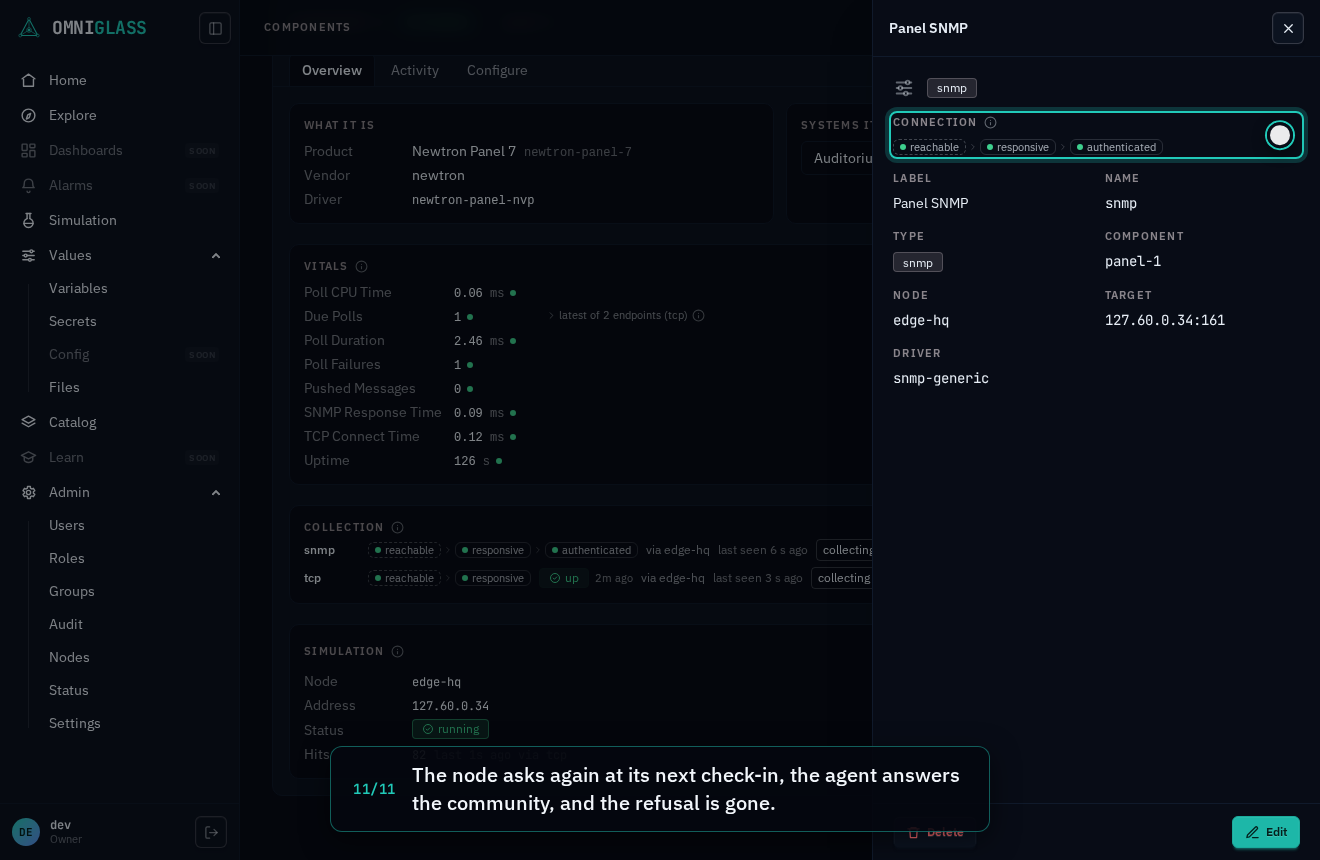 OMNIGLASS
COMPONENTS
Panel SNMP
Home
Explore
Dashboards SOON
Alarms SOON
Simulation
Values
Variables
Secrets
Config SOON
Files
Catalog
Learn SOON
Admin
Users
Roles
Groups
Audit
Nodes
Status
Settings
DE dev
Owner
Overview Activity Configure
WHAT IT IS
Product Newtron Panel 7 newtron-panel-7
Vendor newtron
Driver newtron-panel-nvp
SYSTEMS IT
Auditoriu
VITALS
Poll CPU Time 0.06 ms
Due Polls 1 latest of 2 endpoints (tcp)
Poll Duration 2.46 ms
Poll Failures 1
Pushed Messages 0
SNMP Response Time 0.09 ms
TCP Connect Time 0.12 ms
Uptime 126 s
COLLECTION
snmp reachable responsive authenticated via edge-hq last seen 6 s ago collecting
tcp reachable responsive up 2m ago via edge-hq last seen 3 s ago collecting
SIMULATION
Node edge-hq
Address 127.60.0.34
Status running
Hits
snmp
CONNECTION
reachable responsive authenticated
LABEL NAME
Panel SNMP snmp
TYPE COMPONENT
snmp panel-1
NODE TARGET
edge-hq 127.60.0.34:161
DRIVER
snmp-generic
Delete Edit
11/11 The node asks again at its next check-in, the agent answers
the community, and the refusal is gone.